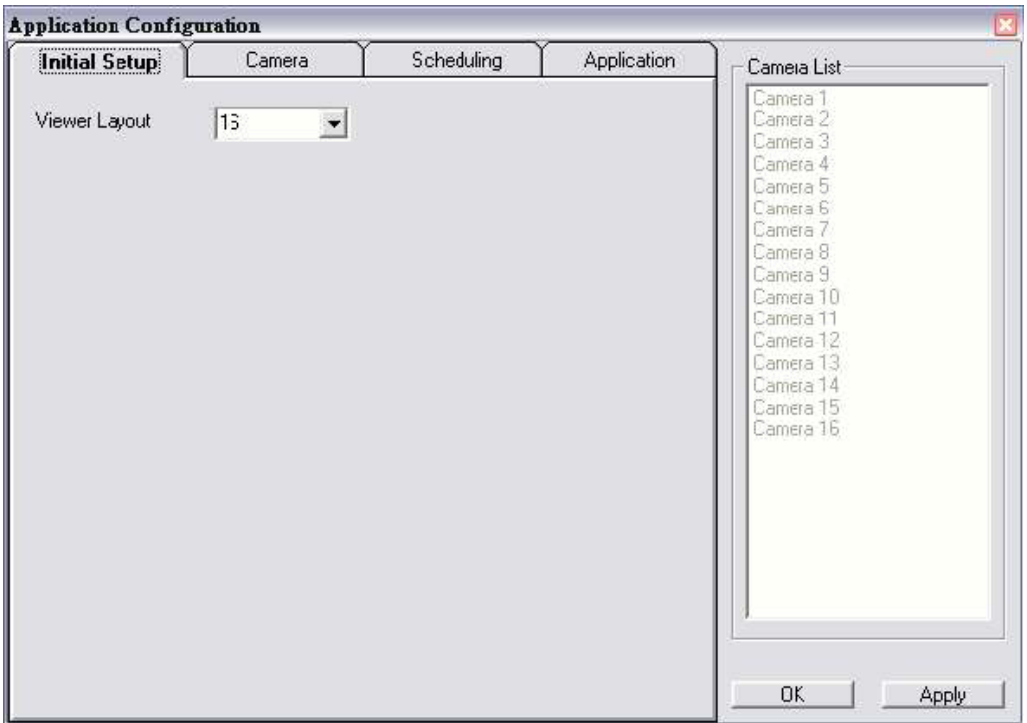 Application Configuration
Initial Setup
Camera
Scheduling
Application
Viewer Layout
16
Camera List
Camera 1
Camera 2
Camera 3
Camera 4
Camera 5
Camera 6
Camera 7
Camera 8
Camera 9
Camera 10
Camera 11
Camera 12
Camera 13
Camera 14
Camera 15
Camera 16
OK
Apply